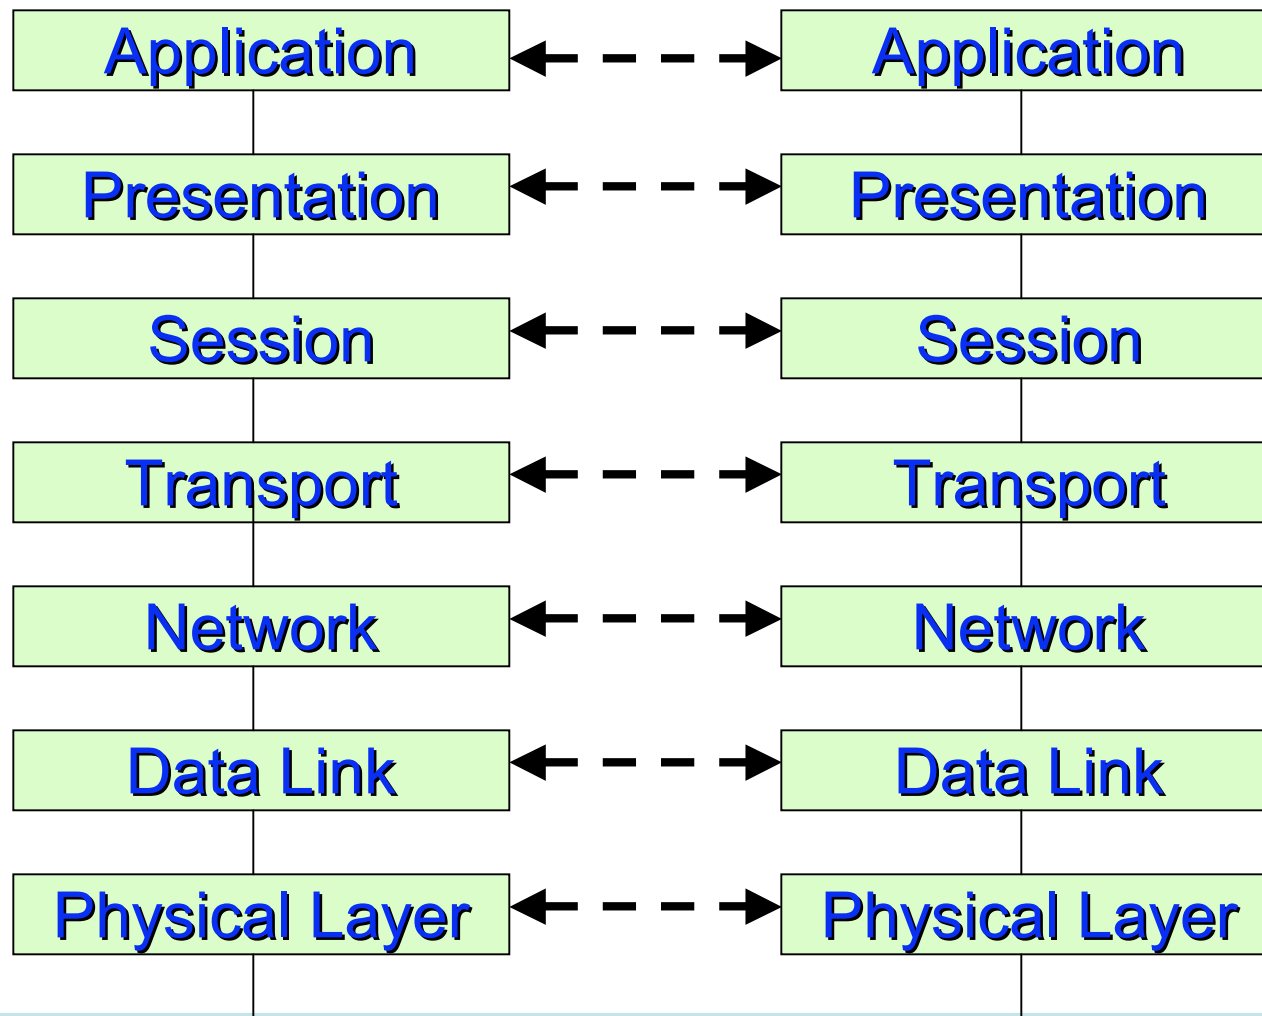 Application Application
Presentation Presentation
Session Session
Transport Transport
Network Network
Data Link Data Link
Physical Layer Physical Layer